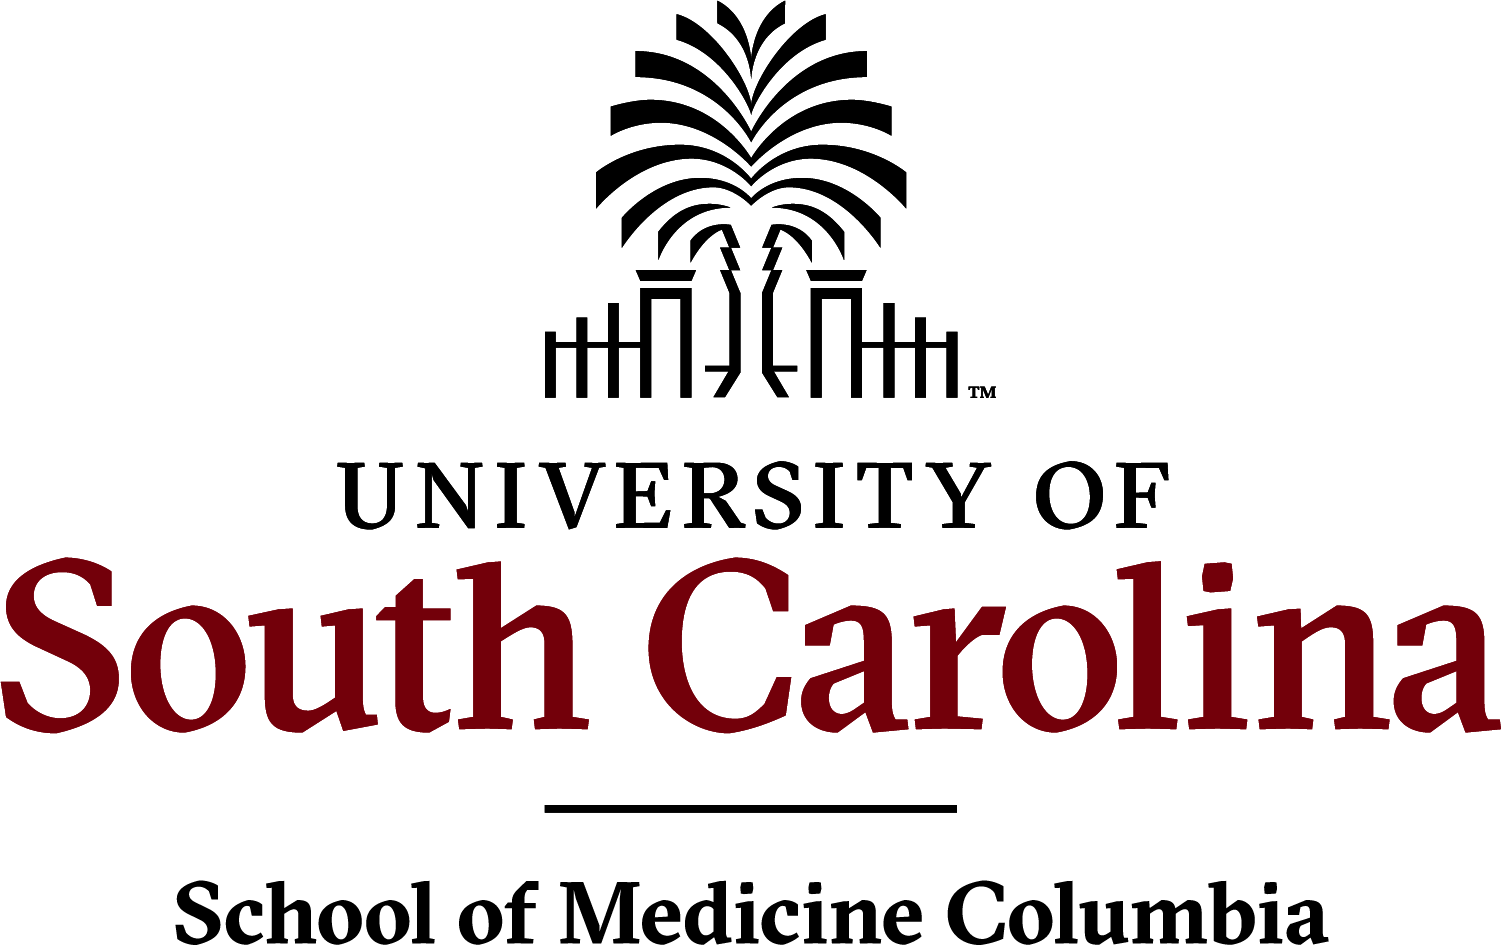 TM
UNIVERSITY OF
South Carolina
School of Medicine Columbia